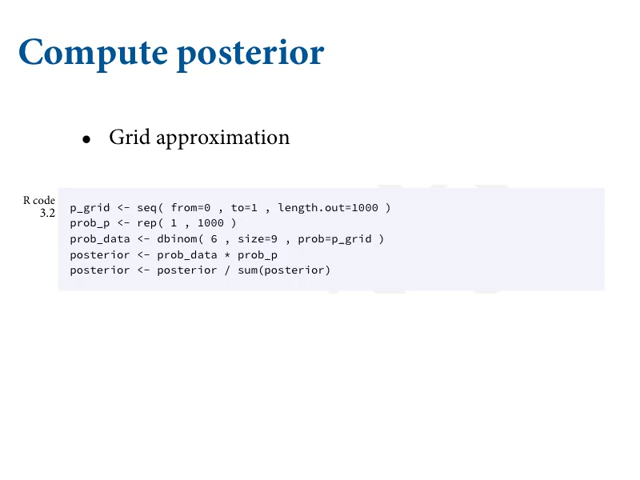 Compute posterior
• Grid approximation
R code
3.2
p_grid <- seq( from=0 , to=1 , length.out=1000 )
prob_p <- rep( 1 , 1000 )
prob_data <- dbinom( 6 , size=9 , prob=p_grid )
posterior <- prob_data * prob_p
posterior <- posterior / sum(posterior)